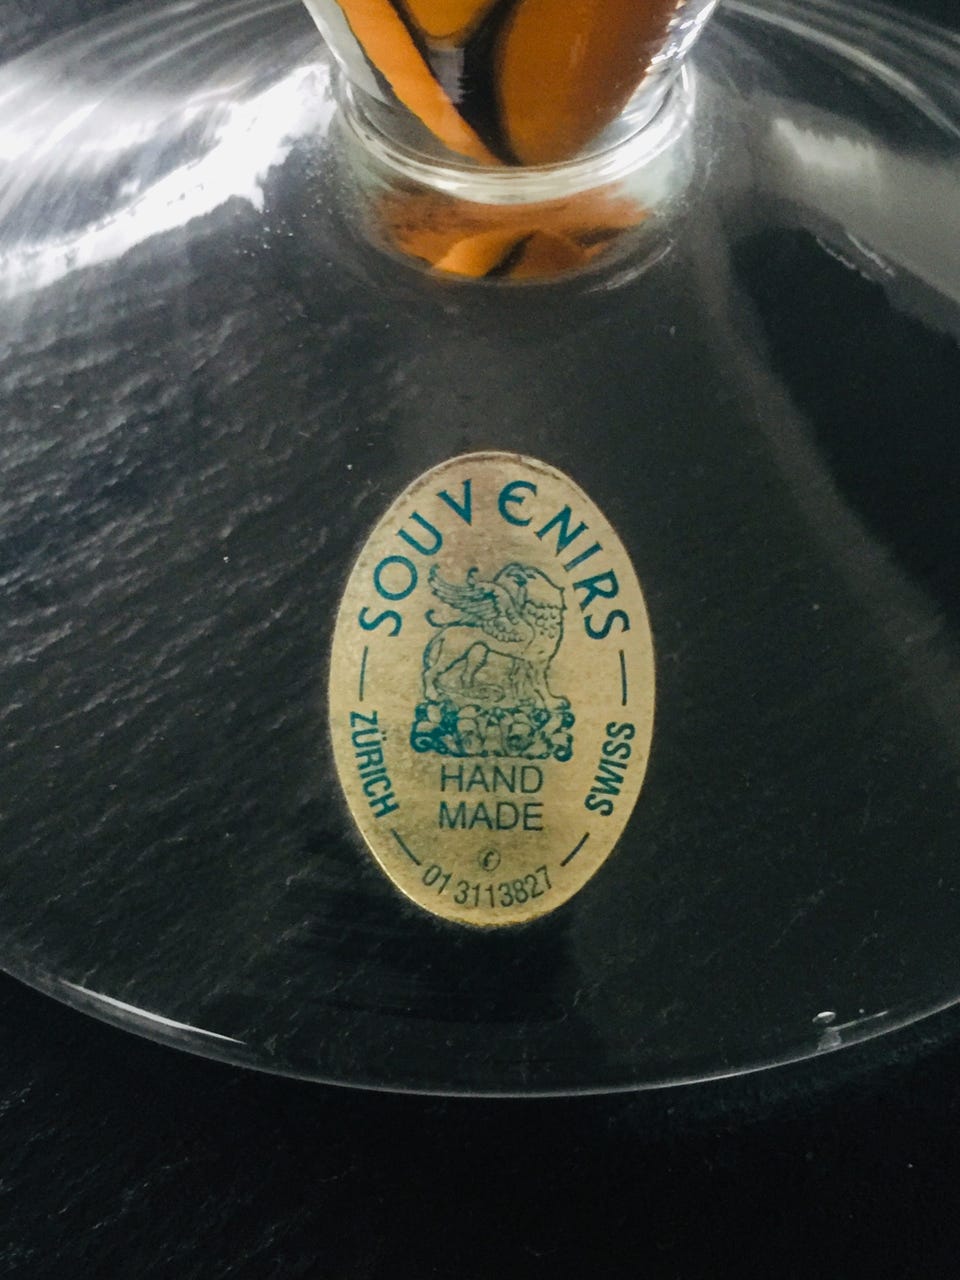 SOUVENIRS
ZÜRICH
SWISS
HAND
MADE
01 3113827